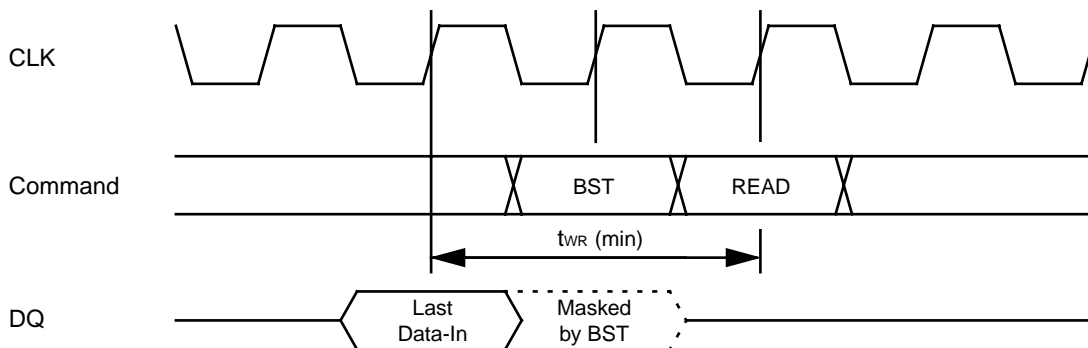 CLK
Command
BST
READ
tWR (min)
DQ
Last
Data-In
Masked
by BST